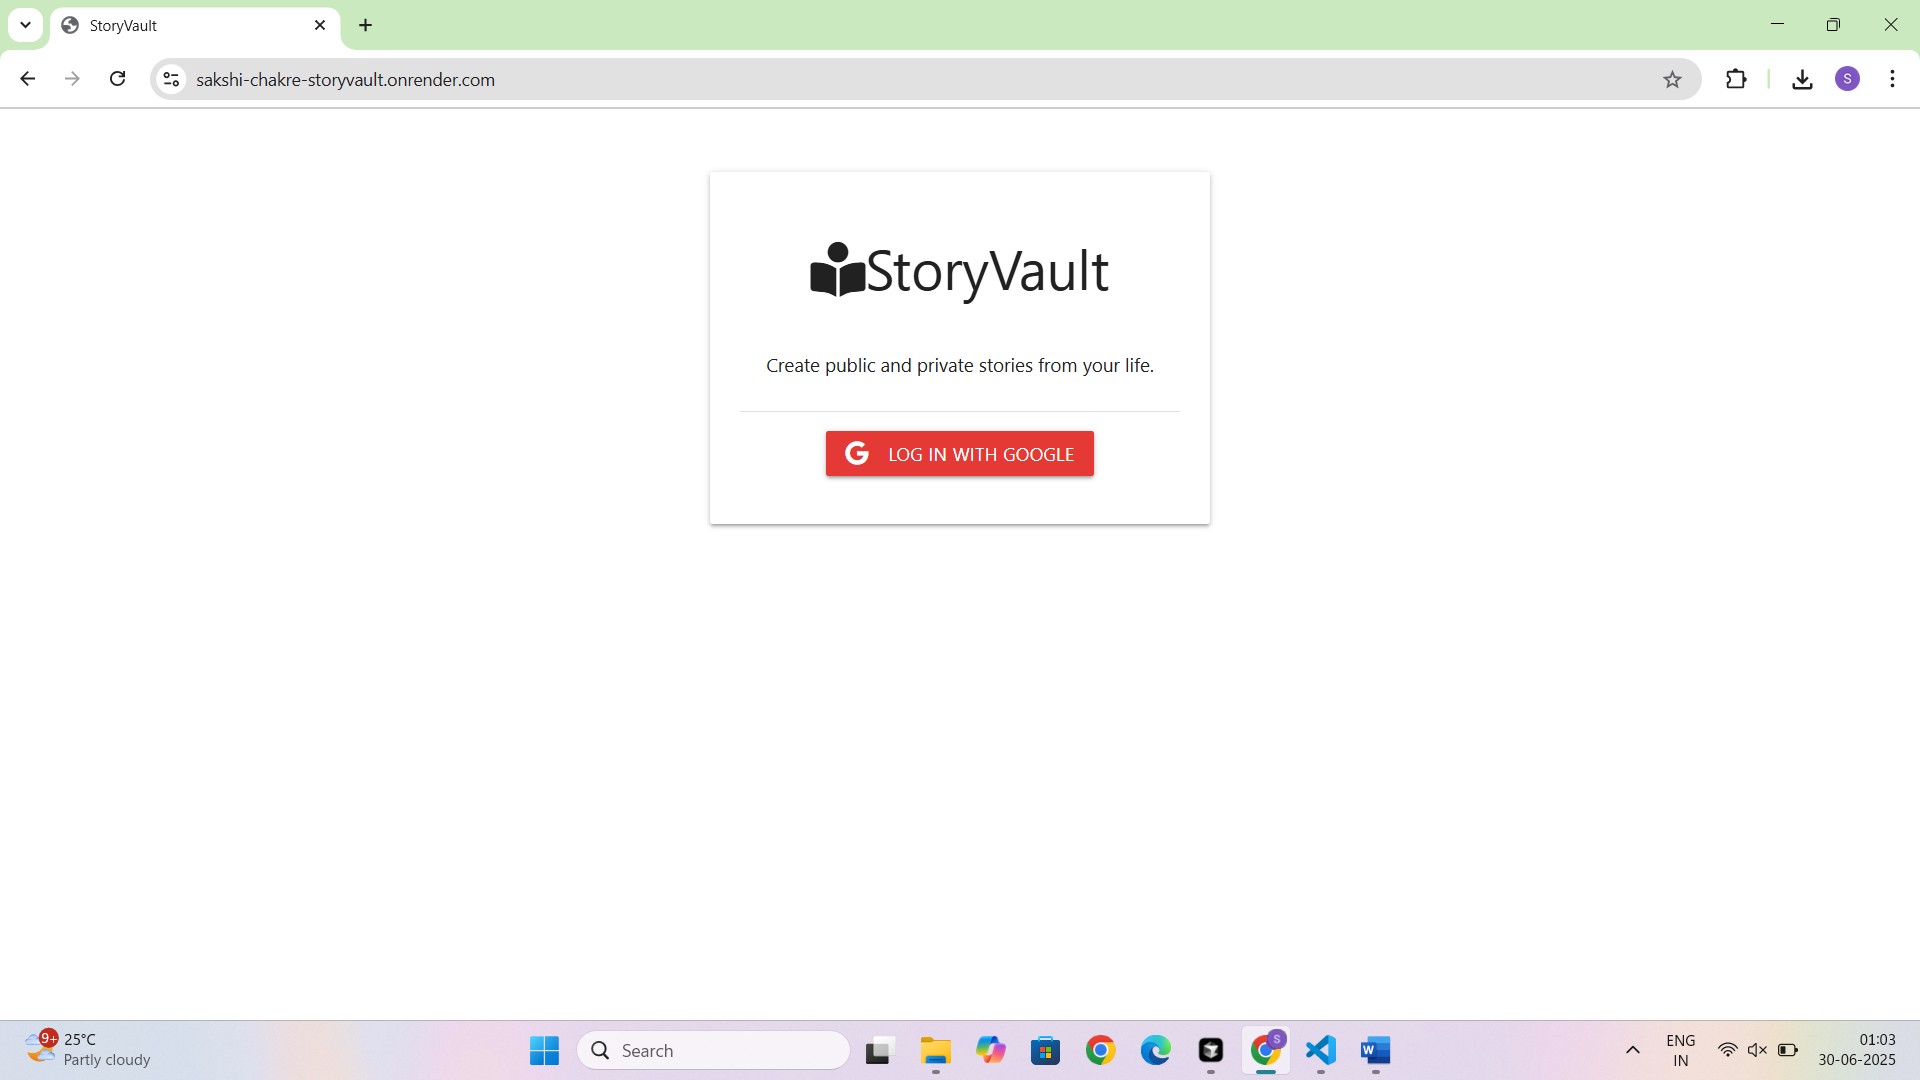 StoryVault
sakshi-chakre-storyvault.onrender.com
S
StoryVault
Create public and private stories from your life.
G LOG IN WITH GOOGLE
9+
25°C
Partly cloudy
Search
S
W
ENG
IN
01:03
30-06-2025